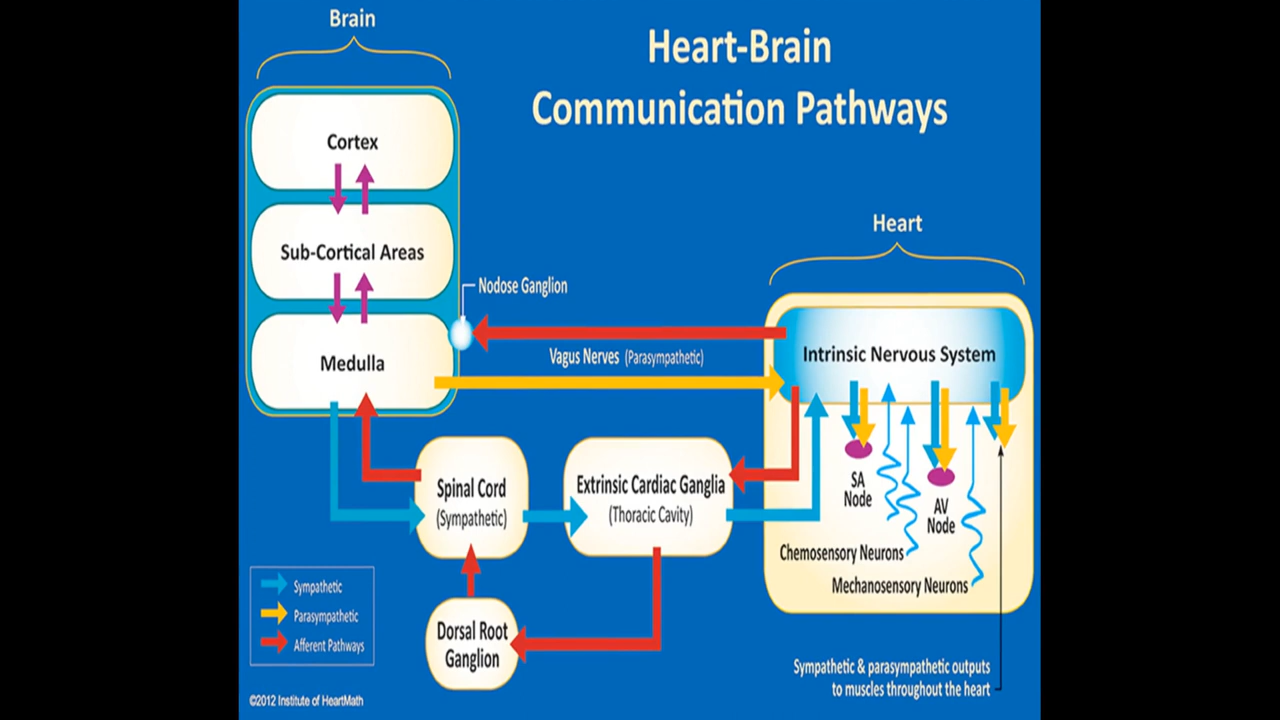 Brain
Heart-Brain
Communication Pathways
Cortex
Sub-Cortical Areas
Medulla
Nodose Ganglion
Vagus Nerves (Parasympathetic)
Heart
Intrinsic Nervous System
SA
Node
AV
Node
Chemosensory Neurons
Mechanosensory Neurons
Spinal Cord
(Sympathetic)
Extrinsic Cardiac Ganglia
(Thoracic Cavity)
Dorsal Root
Ganglion
Sympathetic
Parasympathetic
Afferent Pathways
Sympathetic & parasympathetic outputs
to muscles throughout the heart
©2012 Institute of HeartMath